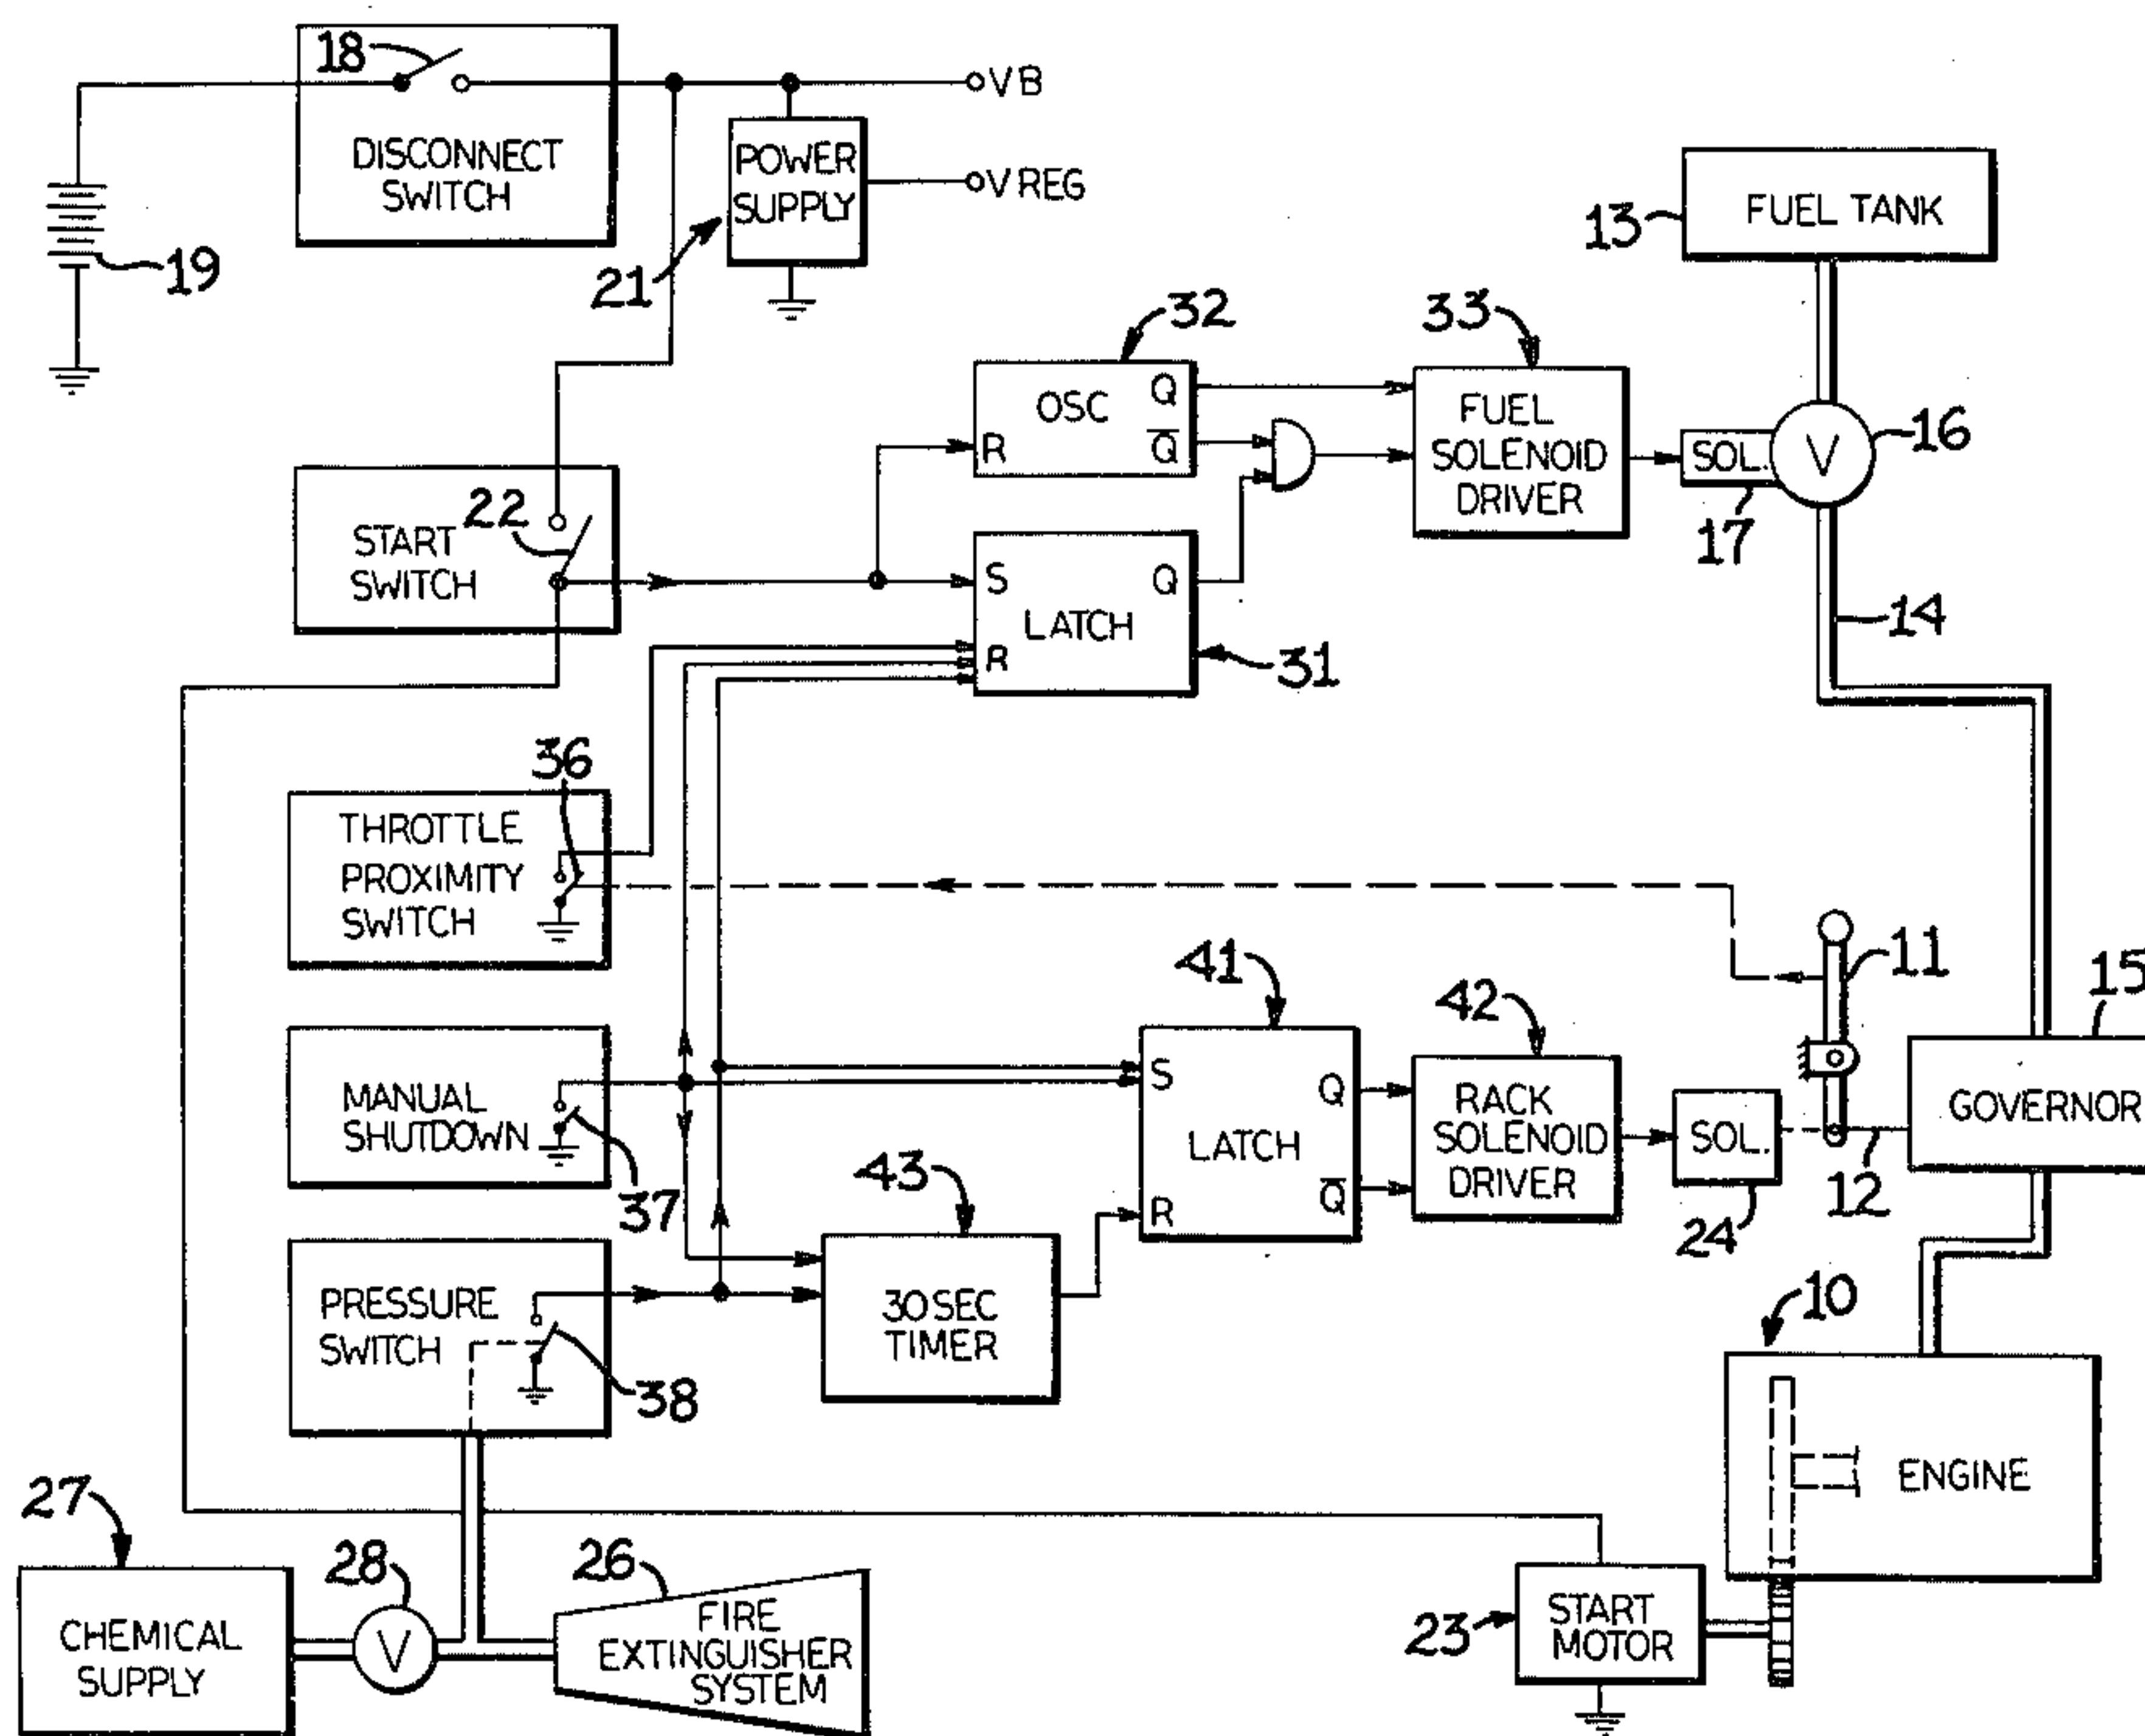 18
VB
DISCONNECT
SWITCH
POWER
SUPPLY
V REG
19
21
FUEL TANK
13
32
33
OSC
Q
Q̅
R
FUEL
SOLENOID
DRIVER
SOL.
V
16
17
14
START
SWITCH
22
S
Q
LATCH
R
31
36
THROTTLE
PROXIMITY
SWITCH
11
15
41
42
MANUAL
SHUTDOWN
37
S
Q
LATCH
Q̅
R
RACK
SOLENOID
DRIVER
SOL.
24
12
GOVERNOR
43
30 SEC
TIMER
PRESSURE
SWITCH
38
10
ENGINE
27
28
26
CHEMICAL
SUPPLY
V
FIRE
EXTINGUISHER
SYSTEM
23
START
MOTOR